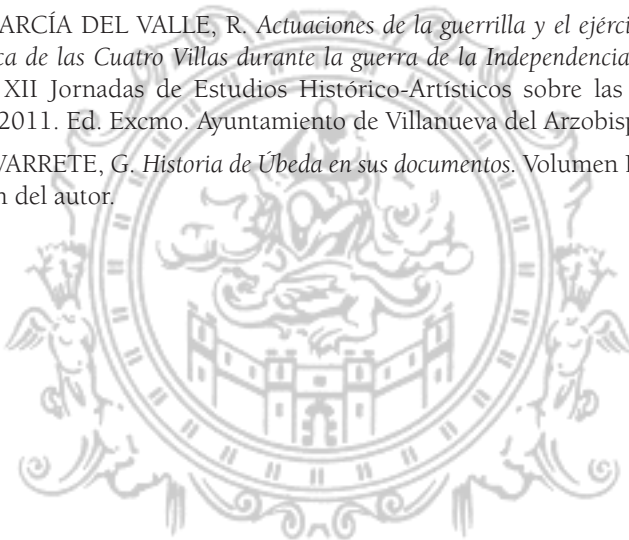 ARCÍA DEL VALLE, R. Actuaciones de la guerrilla y el ejérci
ca de las Cuatro Villas durante la guerra de la Independencia
XII Jornadas de Estudios Histórico-Artísticos sobre las
2011. Ed. Excmo. Ayuntamiento de Villanueva del Arzobisp
VARRETE, G. Historia de Úbeda en sus documentos. Volumen
n del autor.